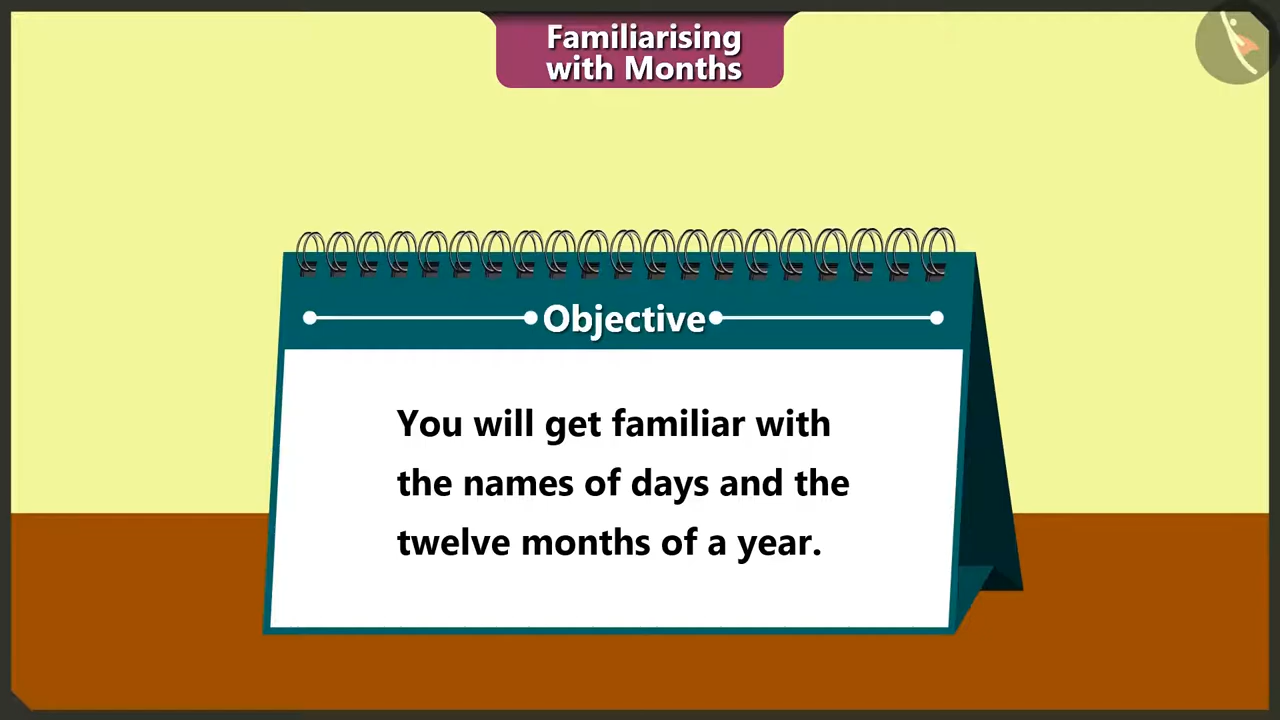 Familiarising
with Months
Objective
You will get familiar with
the names of days and the
twelve months of a year.